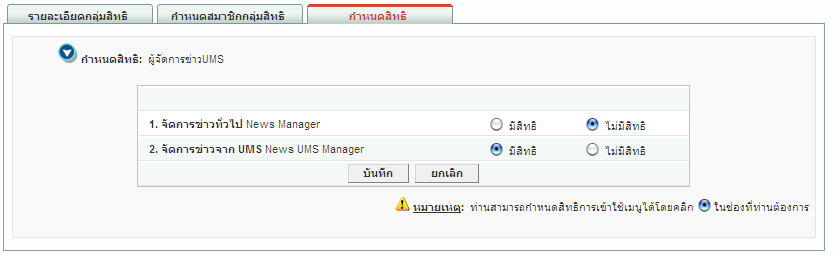 รายละเอียดกลุ่มสิทธิ์ กำหนดสมาชิกกลุ่มสิทธิ์ กำหนดสิทธิ์
กำหนดสิทธิ์: ผู้จัดการข่าวUMS
1. จัดการข่าวทั่วไป News Manager มีสิทธิ์ ไม่มีสิทธิ์
2. จัดการข่าวจาก UMS News UMS Manager มีสิทธิ์ ไม่มีสิทธิ์
บันทึก ยกเลิก
หมายเหตุ: ท่านสามารถกำหนดสิทธิ์การเข้าใช้เมนูได้โดยคลิก ในช่องที่ท่านต้องการ